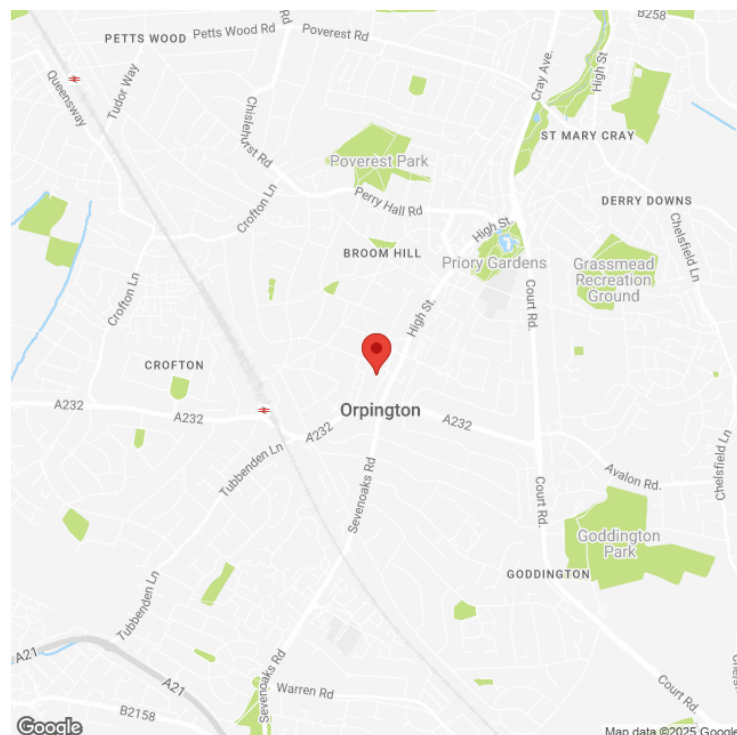 B258
PETTS WOOD
Petts Wood Rd
Rd
Poverest Rd
Queensway
Tudor Way
Cray Ave.
High St
Chislehurst Rd
ST MARY CRAY
Poverest Park
Perry Hall Rd
DERRY DOWNS
Crofton Ln
High St.
BROOM HILL
Priory Gardens
Chelsfield Ln
Grassmead
Recreation
Ground
Crofton Ln
Court Rd.
High St.
CROFTON
A232
A232
Orpington
A232
A232
Tubbenden Ln
Sevenoaks Rd
Avalon Rd.
Chelsfield Ln
Court Rd.
Goddington
Park
GODDINGTON
Tubbenden Ln
A21
A21
Sevenoaks Rd
Warren Rd
Court Rd.
B2158
Google
Map data ©2025 Google